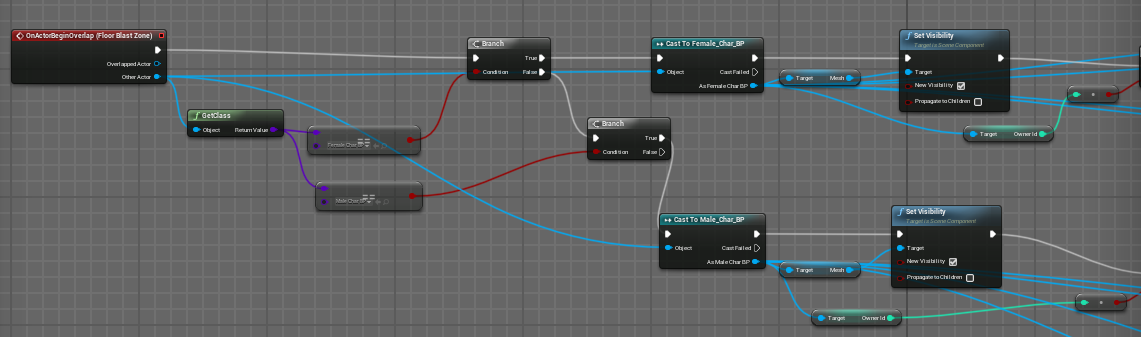 OnActorBeginOverlap (Floor Blast Zone)
Overlapped Actor
Other Actor
GetClass
Object Return Value
Female Char BP
==
Male Char BP
==
Branch
True
Condition False
Branch
True
Condition False
Cast To Female_Char_BP
Object Cast Failed
As Female Char BP
Target Mesh
Set Visibility
Target is Scene Component
Target
New Visibility
Propagate to Children
Target Owner Id
Cast To Male_Char_BP
Object Cast Failed
As Male Char BP
Target Mesh
Set Visibility
Target is Scene Component
Target
New Visibility
Propagate to Children
Target Owner Id